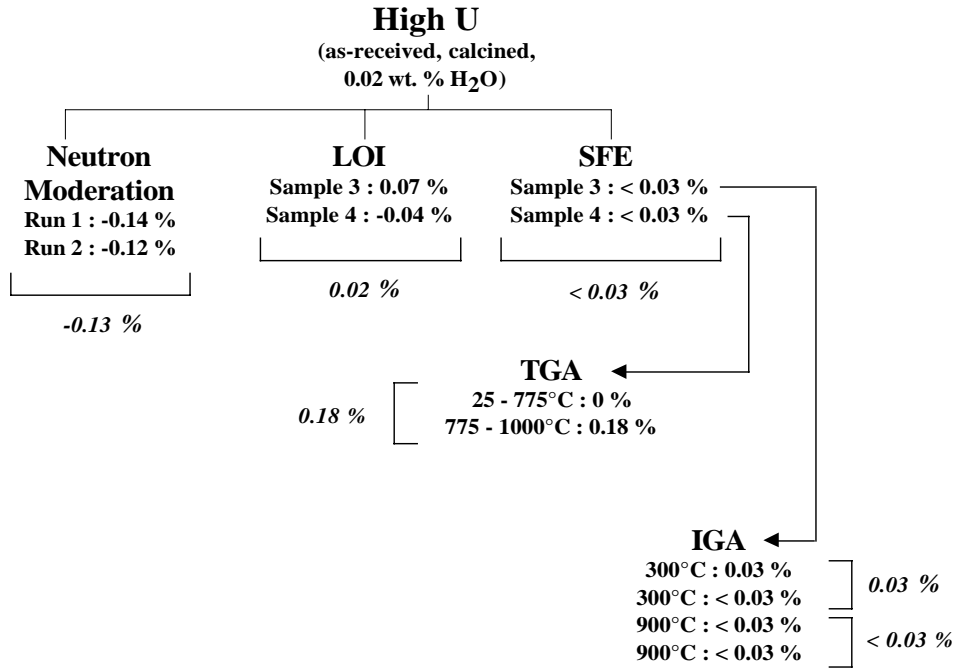 High U
(as-received, calcined,
0.02 wt. % H2O)
Neutron
Moderation
Run 1 : -0.14 %
Run 2 : -0.12 %
-0.13 %
LOI
Sample 3 : 0.07 %
Sample 4 : -0.04 %
0.02 %
SFE
Sample 3 : < 0.03 %
Sample 4 : < 0.03 %
< 0.03 %
TGA
25 - 775°C : 0 %
775 - 1000°C : 0.18 %
0.18 %
IGA
300°C : 0.03 %
300°C : < 0.03 %
0.03 %
900°C : < 0.03 %
900°C : < 0.03 %
< 0.03 %